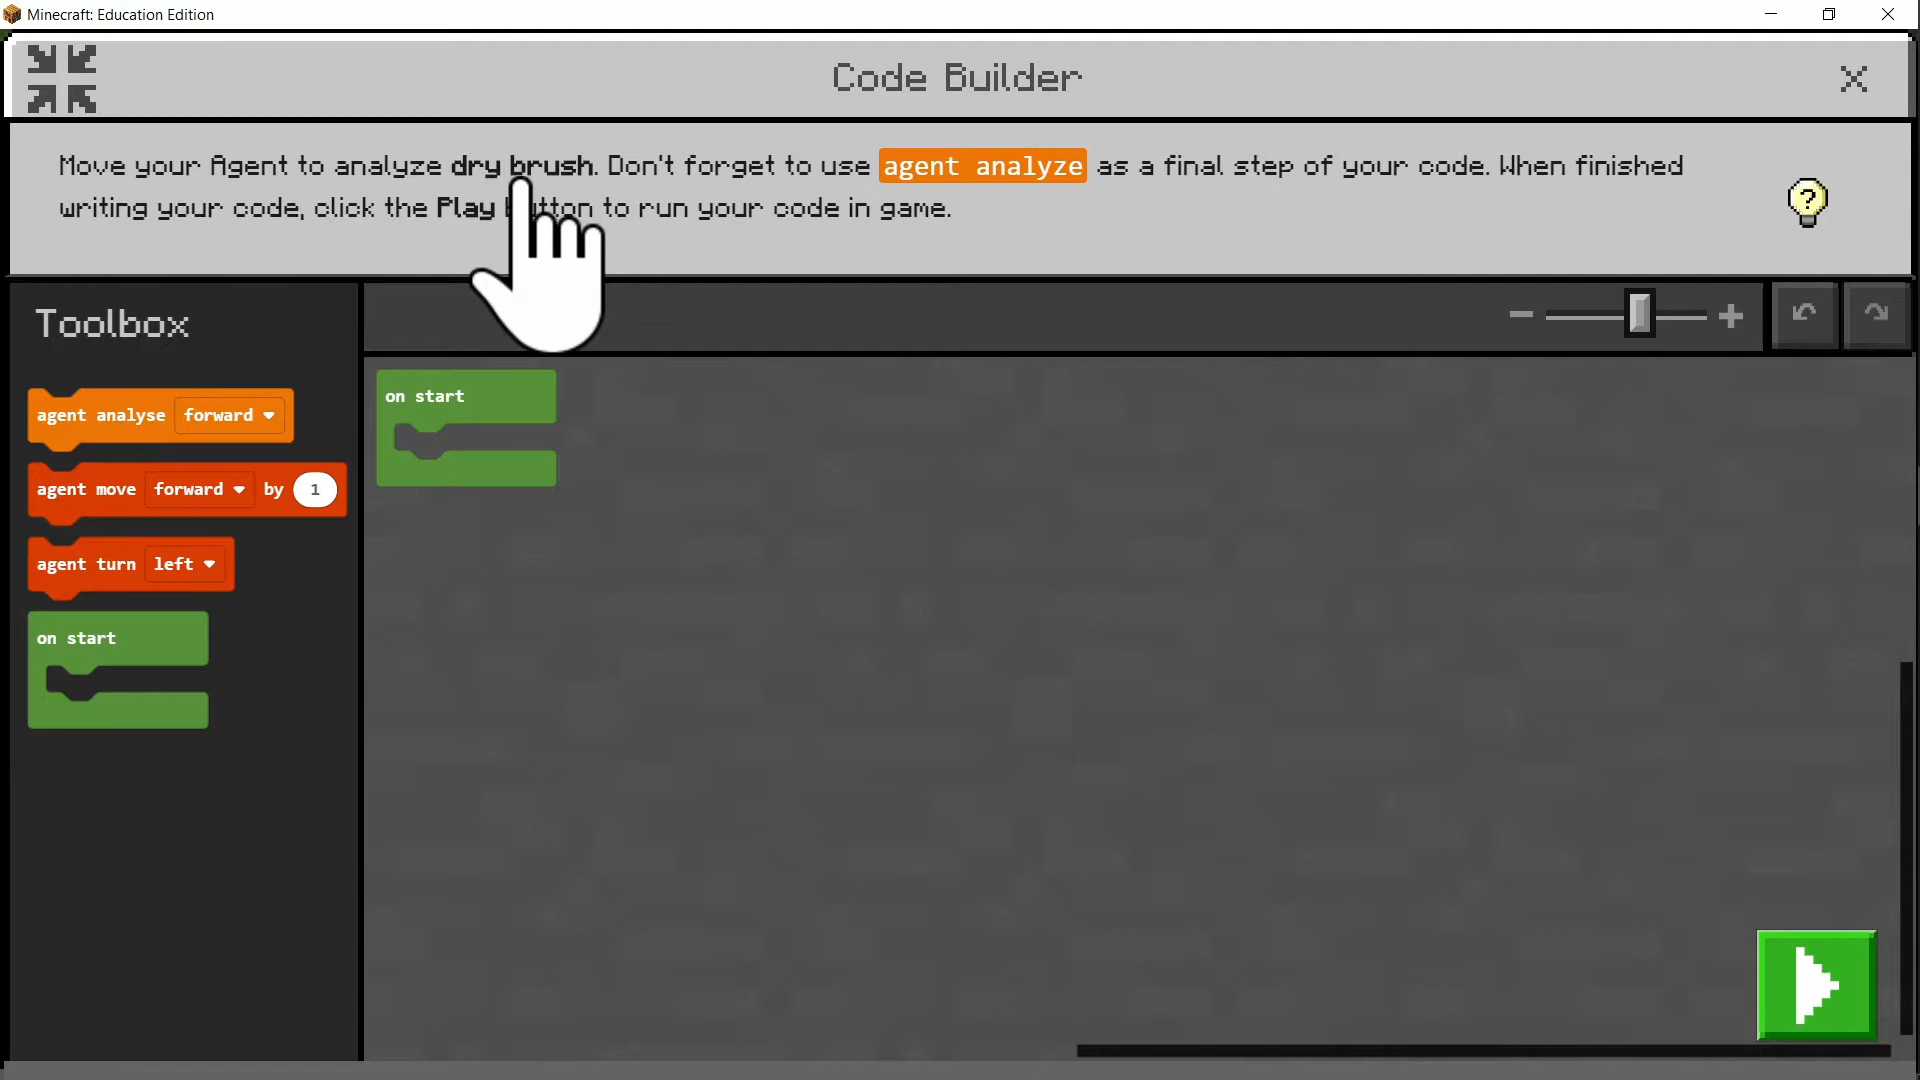 Minecraft: Education Edition
Code Builder
Move your Agent to analyze dry brush. Don't forget to use agent analyze as a final step of your code. When finished
writing your code, click the Play button to run your code in game.
?
Toolbox
agent analyse forward
agent move forward by 1
agent turn left
on start
on start